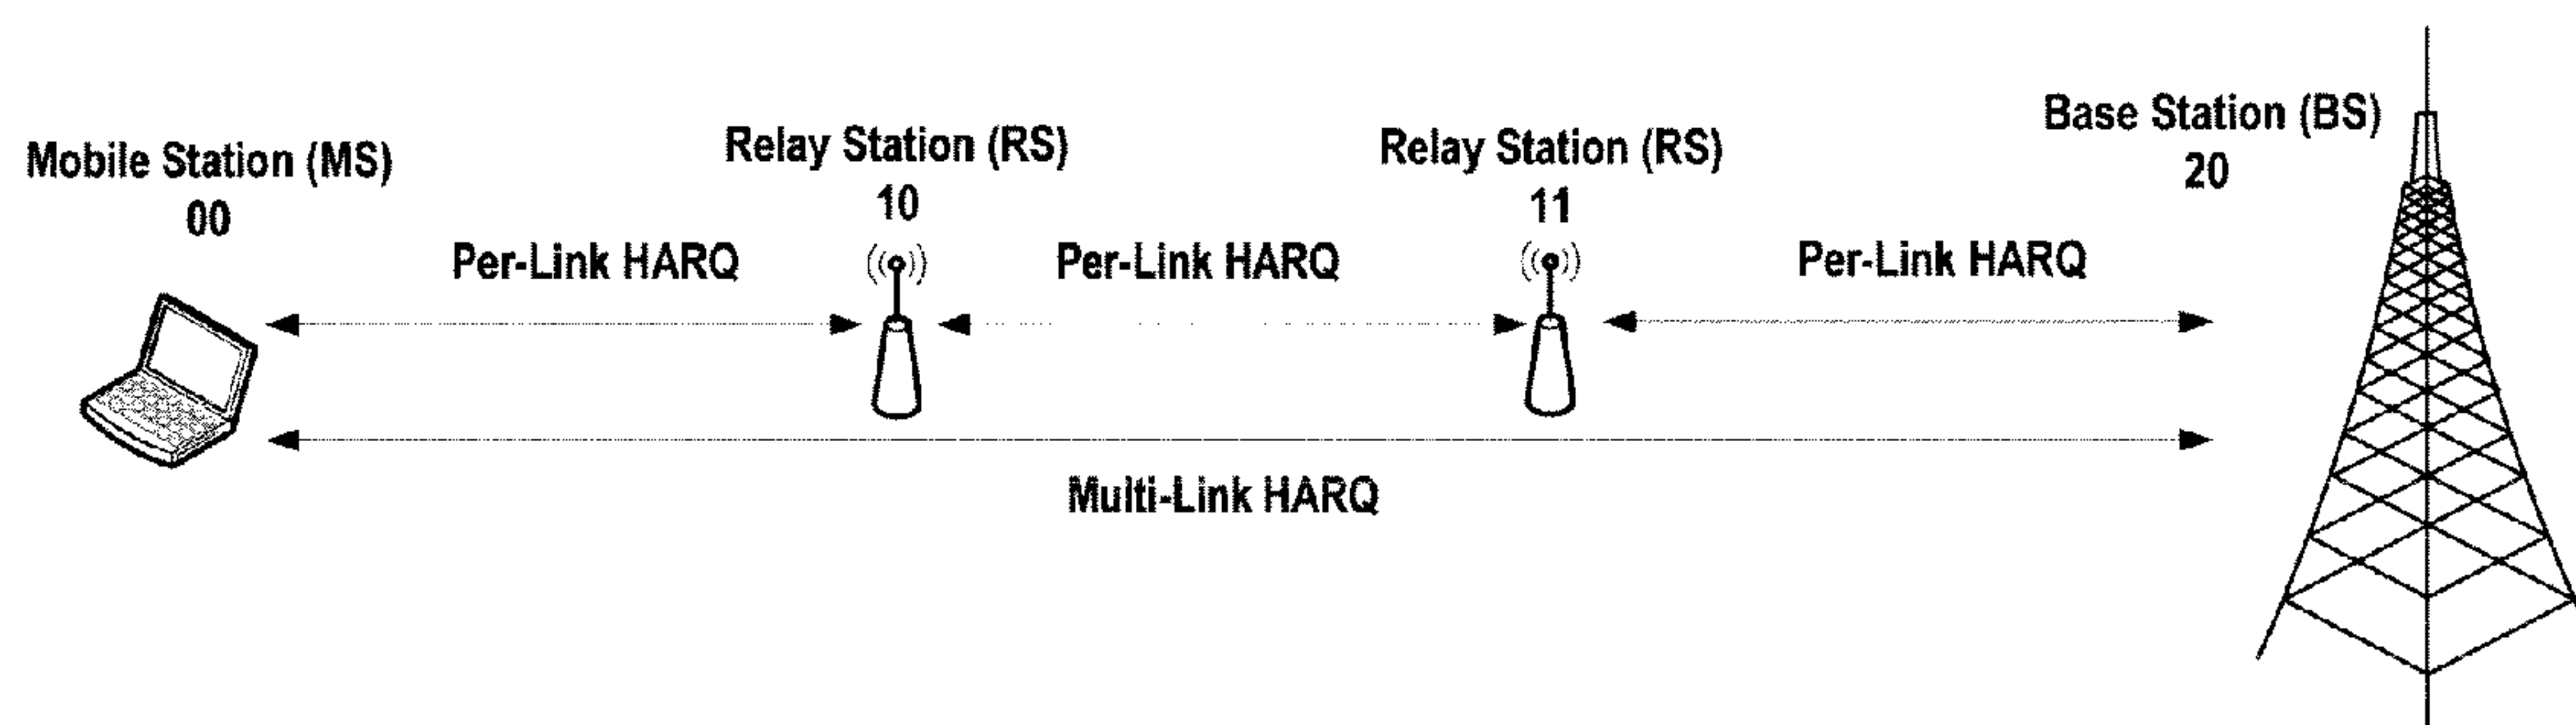 Mobile Station (MS)
00
Relay Station (RS)
10
Relay Station (RS)
11
Base Station (BS)
20
Per-Link HARQ
Per-Link HARQ
Per-Link HARQ
Multi-Link HARQ